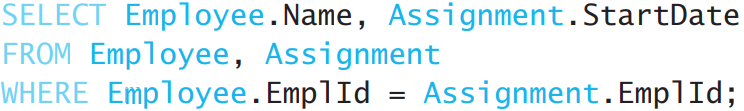 SELECT Employee.Name, Assignment.StartDate
FROM Employee, Assignment
WHERE Employee.EmplId = Assignment.EmplId;